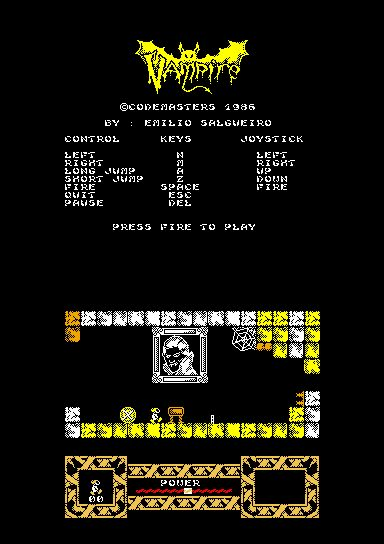 VAMPIRE
©CODEMASTERS 1986
BY : EMILIO SALGUEIRO
CONTROL KEYS JOYSTICK
LEFT N LEFT
RIGHT M RIGHT
LONG JUMP A UP
SHORT JUMP Z DOWN
FIRE SPACE FIRE
QUIT ESC
PAUSE DEL
PRESS FIRE TO PLAY
POWER
00